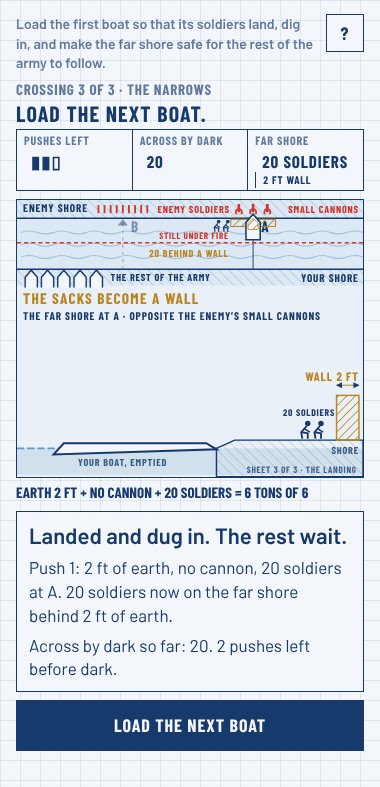 Load the first boat so that its soldiers land, dig
in, and make the far shore safe for the rest of the
army to follow.
?
CROSSING 3 OF 3 · THE NARROWS
LOAD THE NEXT BOAT.
PUSHES LEFT
ACROSS BY DARK
20
FAR SHORE
20 SOLDIERS
2 FT WALL
ENEMY SHORE
ENEMY SOLDIERS
SMALL CANNONS
B
A
STILL UNDER FIRE
20 BEHIND A WALL
THE REST OF THE ARMY
YOUR SHORE
THE SACKS BECOME A WALL
THE FAR SHORE AT A · OPPOSITE THE ENEMY'S SMALL CANNONS
WALL 2 FT
20 SOLDIERS
SHORE
YOUR BOAT, EMPTIED
SHEET 3 OF 3 · THE LANDING
EARTH 2 FT + NO CANNON + 20 SOLDIERS = 6 TONS OF 6
Landed and dug in. The rest wait.
Push 1: 2 ft of earth, no cannon, 20 soldiers
at A. 20 soldiers now on the far shore
behind 2 ft of earth.
Across by dark so far: 20. 2 pushes left
before dark.
LOAD THE NEXT BOAT